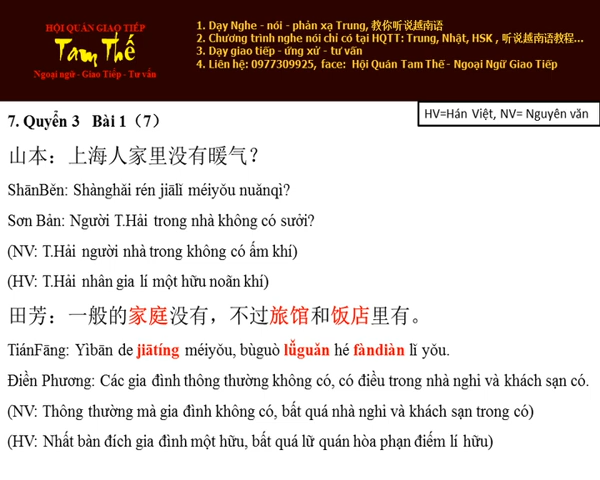 HỘI QUÁN GIAO TIẾP
Tam Thế
Ngoại ngữ - Giao Tiếp - Tư vấn
1. Dạy Nghe - nói - phản xạ Trung, 教你听说越南语
2. Chương trình nghe nói chỉ có tại HQTT: Trung, Nhật, HSK , 听说越南语教程...
3. Dạy giao tiếp - ứng xử - tư vấn
4. Liên hệ: 0977309925, face: Hội Quán Tam Thế - Ngoại Ngữ Giao Tiếp
HV=Hán Việt, NV= Nguyên văn
7. Quyển 3 Bài 1（7）
山本：上海人家里没有暖气？
ShānBěn: Shànghǎi rén jiālǐ méiyǒu nuǎnqì?
Sơn Bản: Người T.Hải trong nhà không có sưởi?
(NV: T.Hải người nhà trong không có ấm khí)
(HV: T.Hải nhân gia lí một hữu noãn khí)
田芳：一般的家庭没有，不过旅馆和饭店里有。
TiánFāng: Yìbān de jiātíng méiyǒu, bùguò lǚguǎn hé fàndiàn lǐ yǒu.
Điền Phương: Các gia đình thông thường không có, có điều trong nhà nghi và khách sạn có.
(NV: Thông thường mà gia đình không có, bất quá nhà nghi và khách sạn trong có)
(HV: Nhất bàn đích gia đình một hữu, bất quá lữ quán hòa phạn điếm lí hữu)